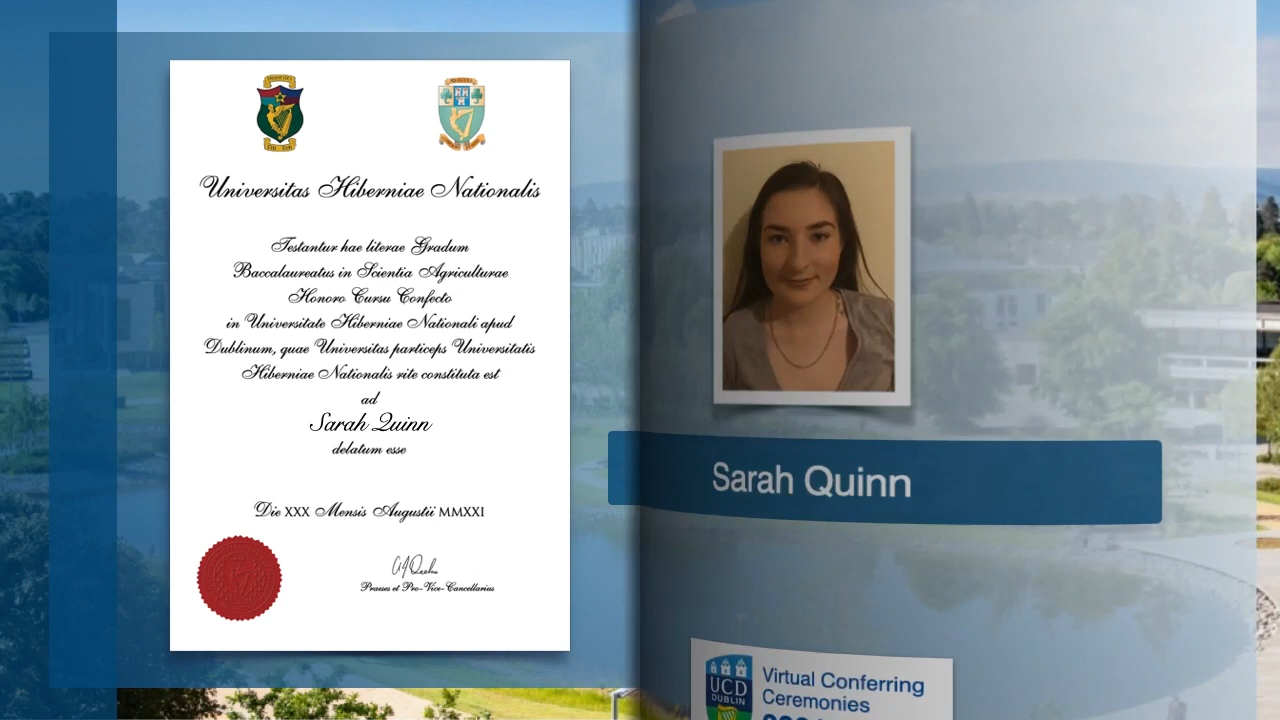 Universitas Hiberniae Nationalis
Testantur hae literae Gradum
Baccalaureatus in Scientia Agriculturae
Honoro Cursu Confecto
in Universitate Hiberniae Nationali apud
Dublinum, quae Universitas particeps Universitatis
Hiberniae Nationalis rite constituta est
ad
Sarah Quinn
delatum esse
Die XXX Mensis Augustii MMXXI
Praeses et Pro-Vice-Cancellarius
Sarah Quinn
UCD
DUBLIN
Virtual Conferring
Ceremonies